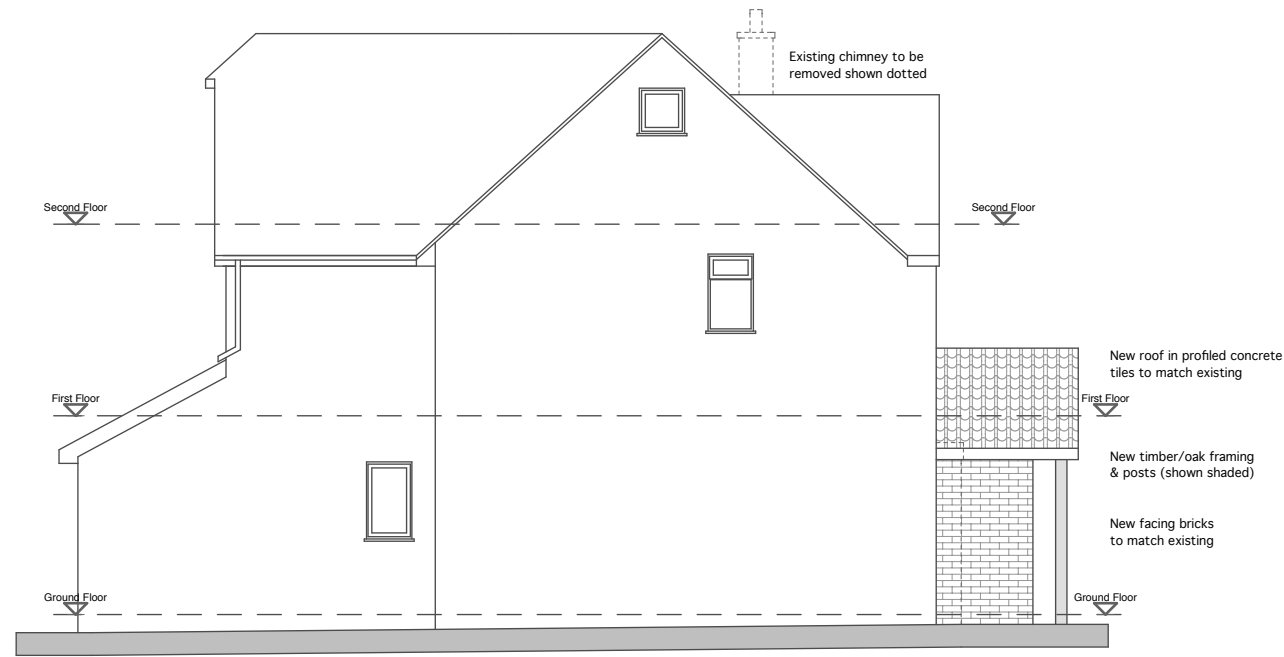 Existing chimney to be
removed shown dotted
Second Floor
Second Floor
New roof in profiled concrete
tiles to match existing
First Floor
First Floor
New timber/oak framing
& posts (shown shaded)
New facing bricks
to match existing
Ground Floor
Ground Floor